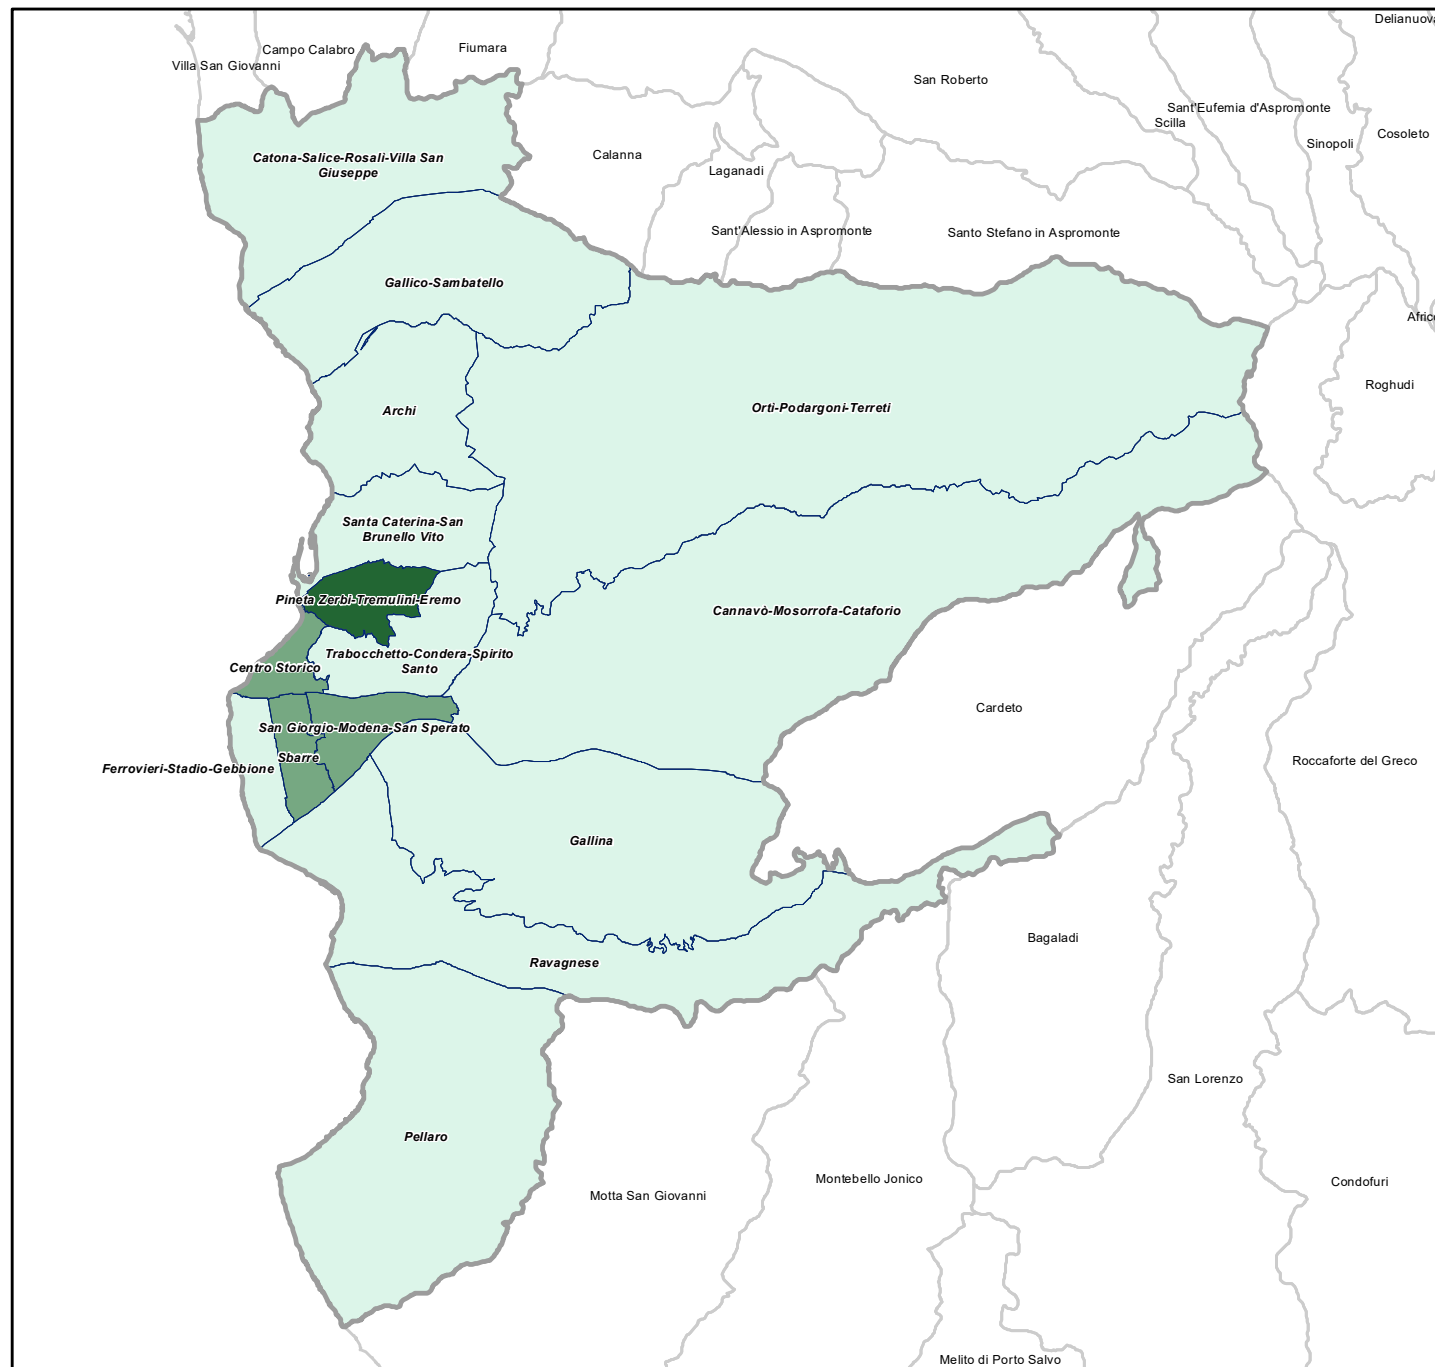 Delianuova
Campo Calabro
Fiumara
Villa San Giovanni
San Roberto
Sant'Eufemia d'Aspromonte
Scilla
Cosoleto
Sinopoli
Calanna
Catona-Salice-Rosali-Villa San
Giuseppe
Laganadi
Sant'Alessio in Aspromonte
Santo Stefano in Aspromonte
Gallico-Sambatello
Africo
Roghudi
Archi
Orti-Podargoni-Terreti
Santa Caterina-San
Brunello Vito
Pineta Zerbi-Tremulini-Eremo
Cannavò-Mosorrofa-Cataforio
Trabocchetto-Condera-Spirito
Santo
Centro Storico
Cardeto
San Giorgio-Modena-San Sperato
Sbarre
Ferrovieri-Stadio-Gebbione
Roccaforte del Greco
Gallina
Bagaladi
Ravagnese
San Lorenzo
Pellaro
Montebello Jonico
Condofuri
Motta San Giovanni
Melito di Porto Salvo